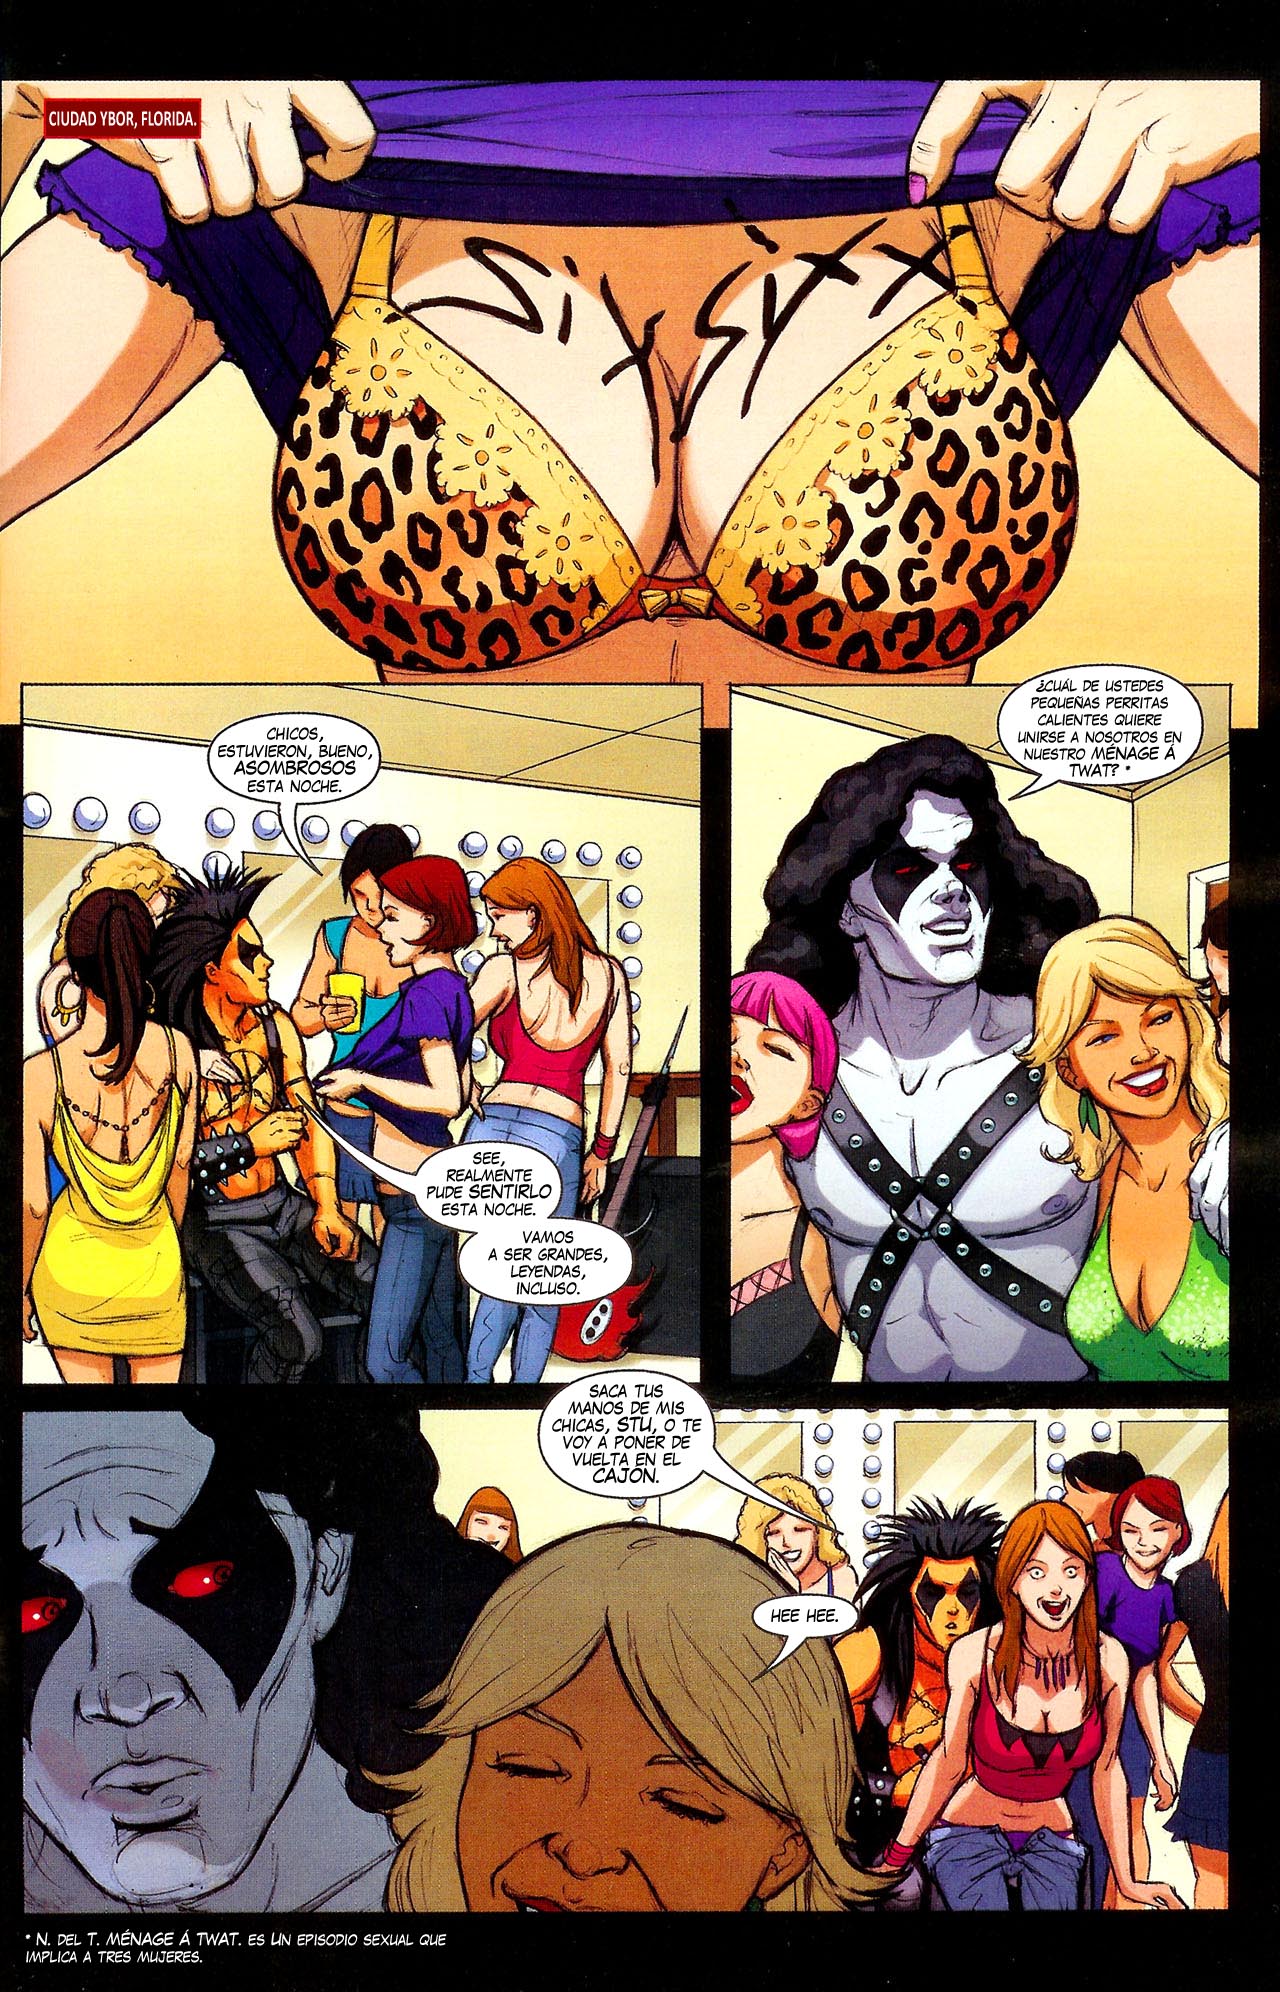 CIUDAD YBOR, FLORIDA.
Six Sixx
CHICOS,
ESTUVIERON, BUENO,
ASOMBROSOS
ESTA NOCHE.
SEE,
REALMENTE
PUDE SENTIRLO
ESTA NOCHE.
VAMOS
A SER GRANDES,
LEYENDAS,
INCLUSO.
¿CUÁL DE USTEDES
PEQUEÑAS PERRITAS
CALIENTES QUIERE
UNIRSE A NOSOTROS EN
NUESTRO MÉNAGE Á
TWAT? *
SACA TUS
MANOS DE MIS
CHICAS, STU, O TE
VOY A PONER DE
VUELTA EN EL
CAJON.
HEE HEE.
* N. DEL T. MÉNAGE Á TWAT. ES UN EPISODIO SEXUAL QUE
IMPLICA A TRES MUJERES.